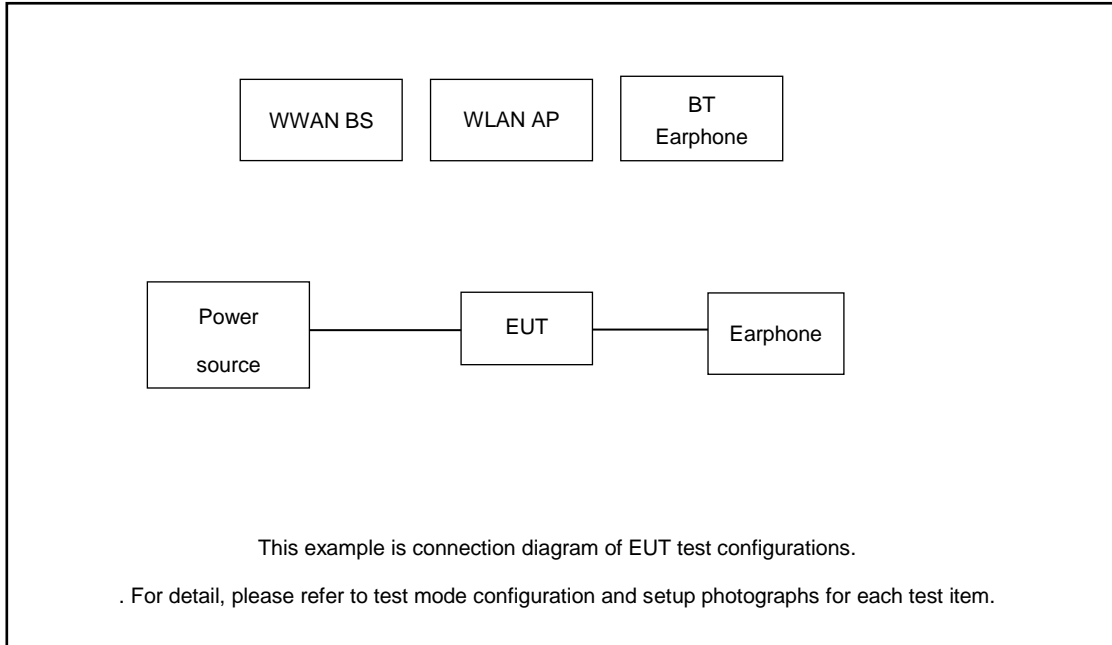 WWAN BS
WLAN AP
BT
Earphone
Power
source
EUT
Earphone
This example is connection diagram of EUT test configurations.
. For detail, please refer to test mode configuration and setup photographs for each test item.